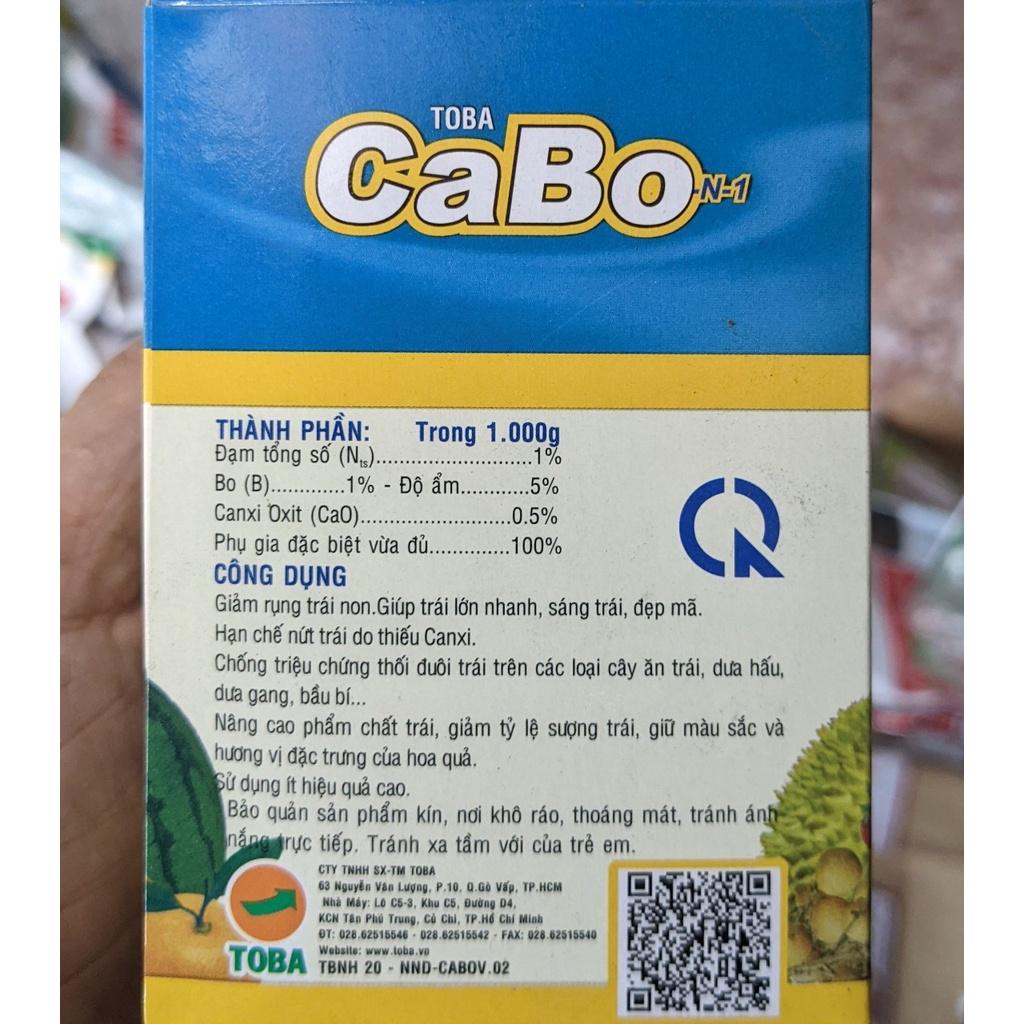 TOBA
CaBo-N-1
THÀNH PHẦN: Trong 1.000g
Đạm tổng số (Nts)............................1%
Bo (B).............1% - Độ ẩm............5%
Canxi Oxit (CaO)...........................0.5%
Phụ gia đặc biệt vừa đủ..............100%
CÔNG DỤNG
Giảm rụng trái non.Giúp trái lớn nhanh, sáng trái, đẹp mã.
Hạn chế nứt trái do thiếu Canxi.
Chống triệu chứng thối đuôi trái trên các loại cây ăn trái, dưa hấu,
dưa gang, bầu bí...
Nâng cao phẩm chất trái, giảm tỷ lệ sượng trái, giữ màu sắc và
hương vị đặc trưng của hoa quả.
Sử dụng ít hiệu quả cao.
Bảo quản sản phẩm kín, nơi khô ráo, thoáng mát, tránh ánh
nắng trực tiếp. Tránh xa tầm với của trẻ em.
CTY TNHH SX-TM TOBA
63 Nguyễn Văn Lượng, P.10, Q.Gò Vấp, TP.HCM
Nhà Máy: Lô C5-3, Khu C5, Đường D4,
KCN Tân Phú Trung, Củ Chi, TP.Hồ Chí Minh
ĐT: 028.62515546 - 028.62515542 - FAX: 028.62515540
Website: www.toba.vn
TOBA
TBNH 20 - NND-CABOV.02